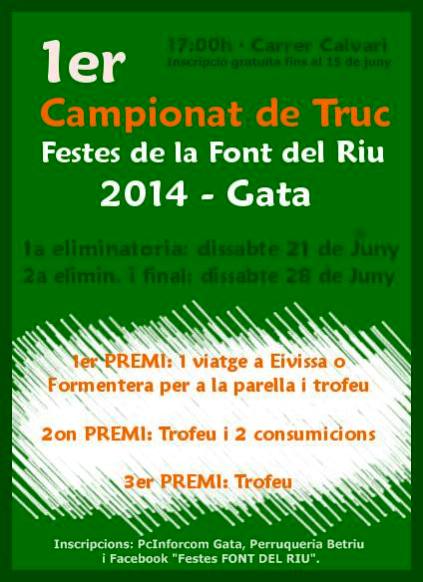 1er
17:00h · Carrer Calvari
Inscripció gratuita fins al 15 de juny
Campionat de Truc
Festes de la Font del Riu
2014 - Gata
1a eliminatoria: dissabte 21 de Juny
2a elimin. i final: dissabte 28 de Juny
1er PREMI: 1 viatge a Eivissa o
Formentera per a la parella i trofeu
2on PREMI: Trofeu i 2 consumicions
3er PREMI: Trofeu
Inscripcions: PcInforcom Gata, Perruqueria Betriu
i Facebook "Festes FONT DEL RIU".